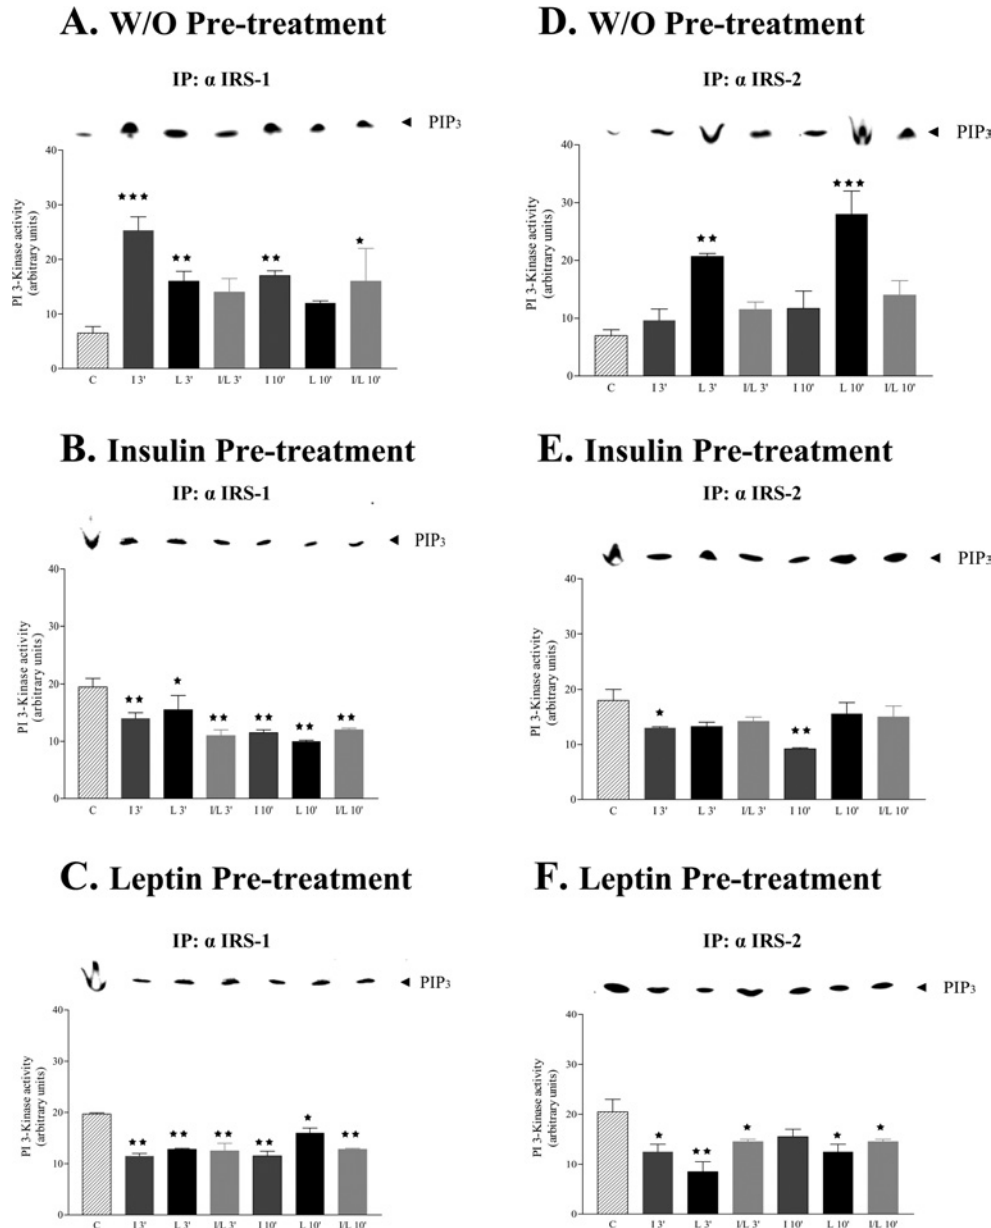 A. W/O Pre-treatment
IP: α IRS-1
◄ PIP3
PI 3-Kinase activity
(arbitrary units)
40
30
20
10
0
★★★
★★
★★
★
C I 3' L 3' I/L 3' I 10' L 10' I/L 10'
B. Insulin Pre-treatment
IP: α IRS-1
◄ PIP3
PI 3-Kinase activity
(arbitrary units)
40
30
20
10
0
★★
★
★★
★★
★★
★★
C I 3' L 3' I/L 3' I 10' L 10' I/L 10'
C. Leptin Pre-treatment
IP: α IRS-1
◄ PIP3
PI 3-Kinase activity
(arbitrary units)
40
30
20
10
0
★★
★★
★★
★★
★
★★
C I 3' L 3' I/L 3' I 10' L 10' I/L 10'
D. W/O Pre-treatment
IP: α IRS-2
◄ PIP3
PI 3-Kinase activity
(arbitrary units)
40
30
20
10
0
★★
★★★
C I 3' L 3' I/L 3' I 10' L 10' I/L 10'
E. Insulin Pre-treatment
IP: α IRS-2
◄ PIP3
PI 3-Kinase activity
(arbitrary units)
40
30
20
10
0
★
★★
C I 3' L 3' I/L 3' I 10' L 10' I/L 10'
F. Leptin Pre-treatment
IP: α IRS-2
◄ PIP3
PI 3-Kinase activity
(arbitrary units)
40
30
20
10
0
★
★★
★
★
★
C I 3' L 3' I/L 3' I 10' L 10' I/L 10'